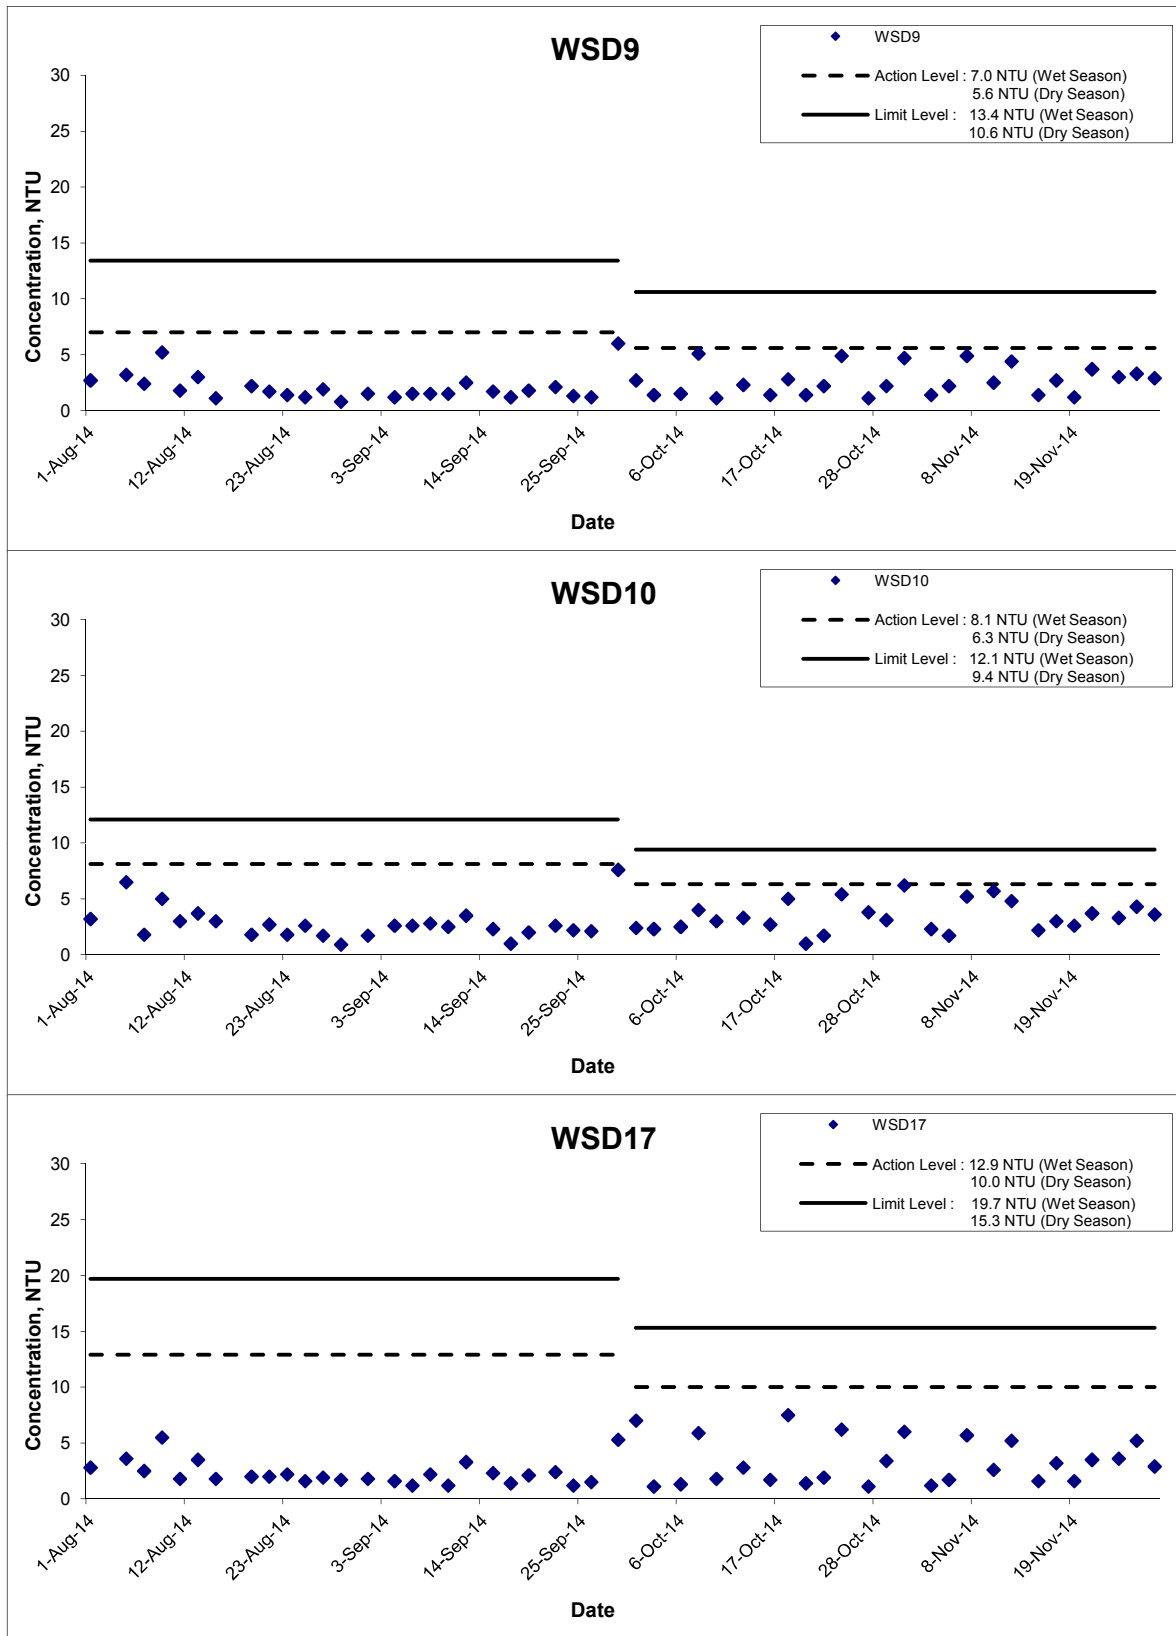 WSD9
WSD9
Action Level : 7.0 NTU (Wet Season)
5.6 NTU (Dry Season)
Limit Level : 13.4 NTU (Wet Season)
10.6 NTU (Dry Season)
Concentration, NTU
30
25
20
15
10
5
0
1-Aug-14 12-Aug-14 23-Aug-14 3-Sep-14 14-Sep-14 25-Sep-14 6-Oct-14 17-Oct-14 28-Oct-14 8-Nov-14 19-Nov-14
Date
WSD10
WSD10
Action Level : 8.1 NTU (Wet Season)
6.3 NTU (Dry Season)
Limit Level : 12.1 NTU (Wet Season)
9.4 NTU (Dry Season)
Concentration, NTU
30
25
20
15
10
5
0
1-Aug-14 12-Aug-14 23-Aug-14 3-Sep-14 14-Sep-14 25-Sep-14 6-Oct-14 17-Oct-14 28-Oct-14 8-Nov-14 19-Nov-14
Date
WSD17
WSD17
Action Level : 12.9 NTU (Wet Season)
10.0 NTU (Dry Season)
Limit Level : 19.7 NTU (Wet Season)
15.3 NTU (Dry Season)
Concentration, NTU
30
25
20
15
10
5
0
1-Aug-14 12-Aug-14 23-Aug-14 3-Sep-14 14-Sep-14 25-Sep-14 6-Oct-14 17-Oct-14 28-Oct-14 8-Nov-14 19-Nov-14
Date